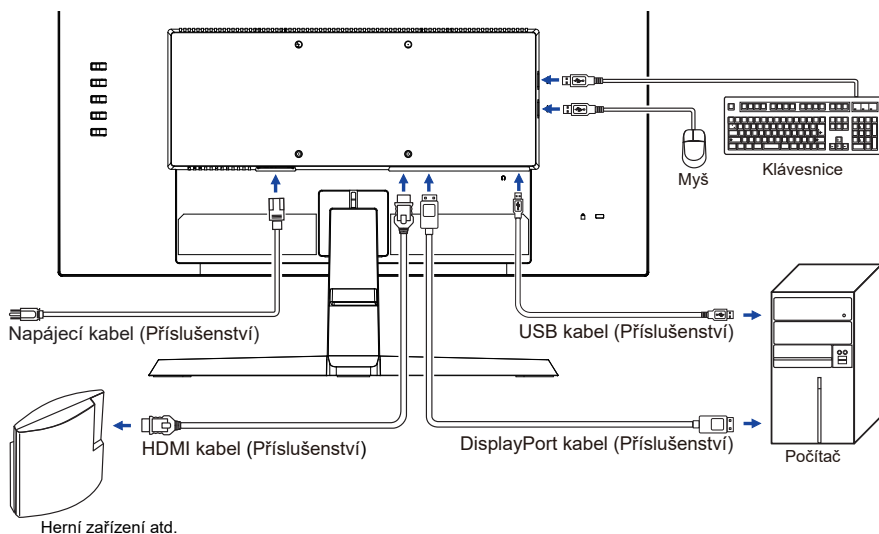 Myš
Klávesnice
Napájecí kabel (Příslušenství)
USB kabel (Příslušenství)
HDMI kabel (Příslušenství)
DisplayPort kabel (Příslušenství)
Počítač
Herní zařízení atd.